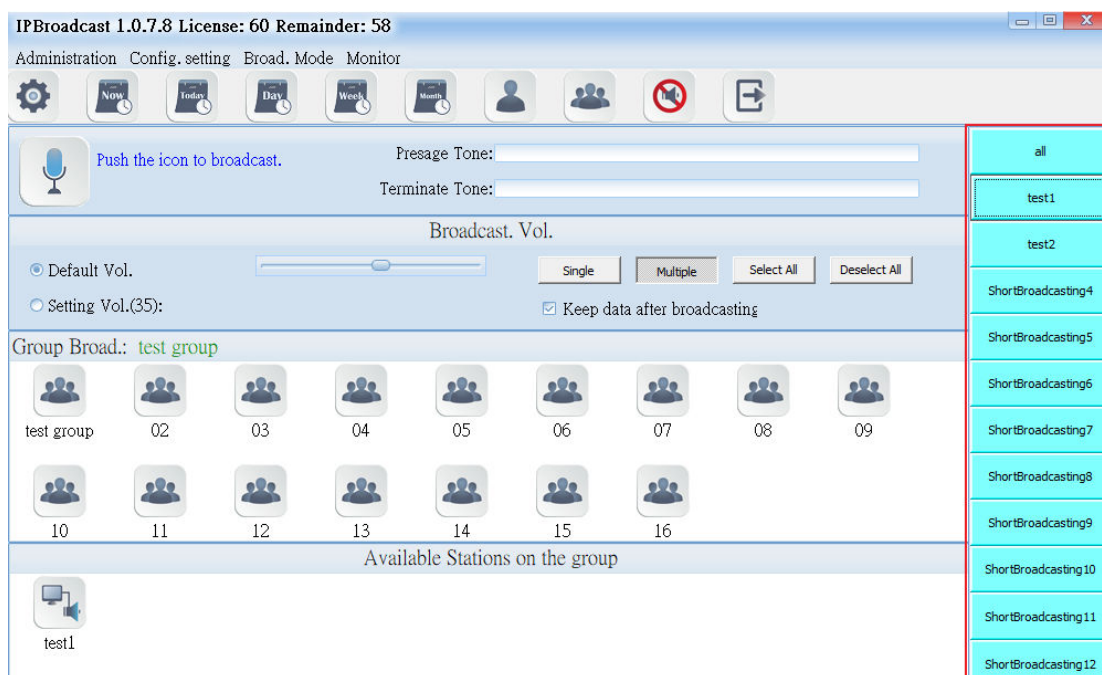 IPBroadcast 1.0.7.8 License: 60 Remainder: 58
Administration Config. setting Broad. Mode Monitor
Now Today Day Week Month
Push the icon to broadcast.
Presage Tone:
Terminate Tone:
Broadcast. Vol.
Default Vol.
Single Multiple Select All Deselect All
Setting Vol.(35):
Keep data after broadcasting
Group Broad.: test group
test group 02 03 04 05 06 07 08 09
10 11 12 13 14 15 16
Available Stations on the group
test1
all
test1
test2
ShortBroadcasting4
ShortBroadcasting5
ShortBroadcasting6
ShortBroadcasting7
ShortBroadcasting8
ShortBroadcasting9
ShortBroadcasting10
ShortBroadcasting11
ShortBroadcasting12